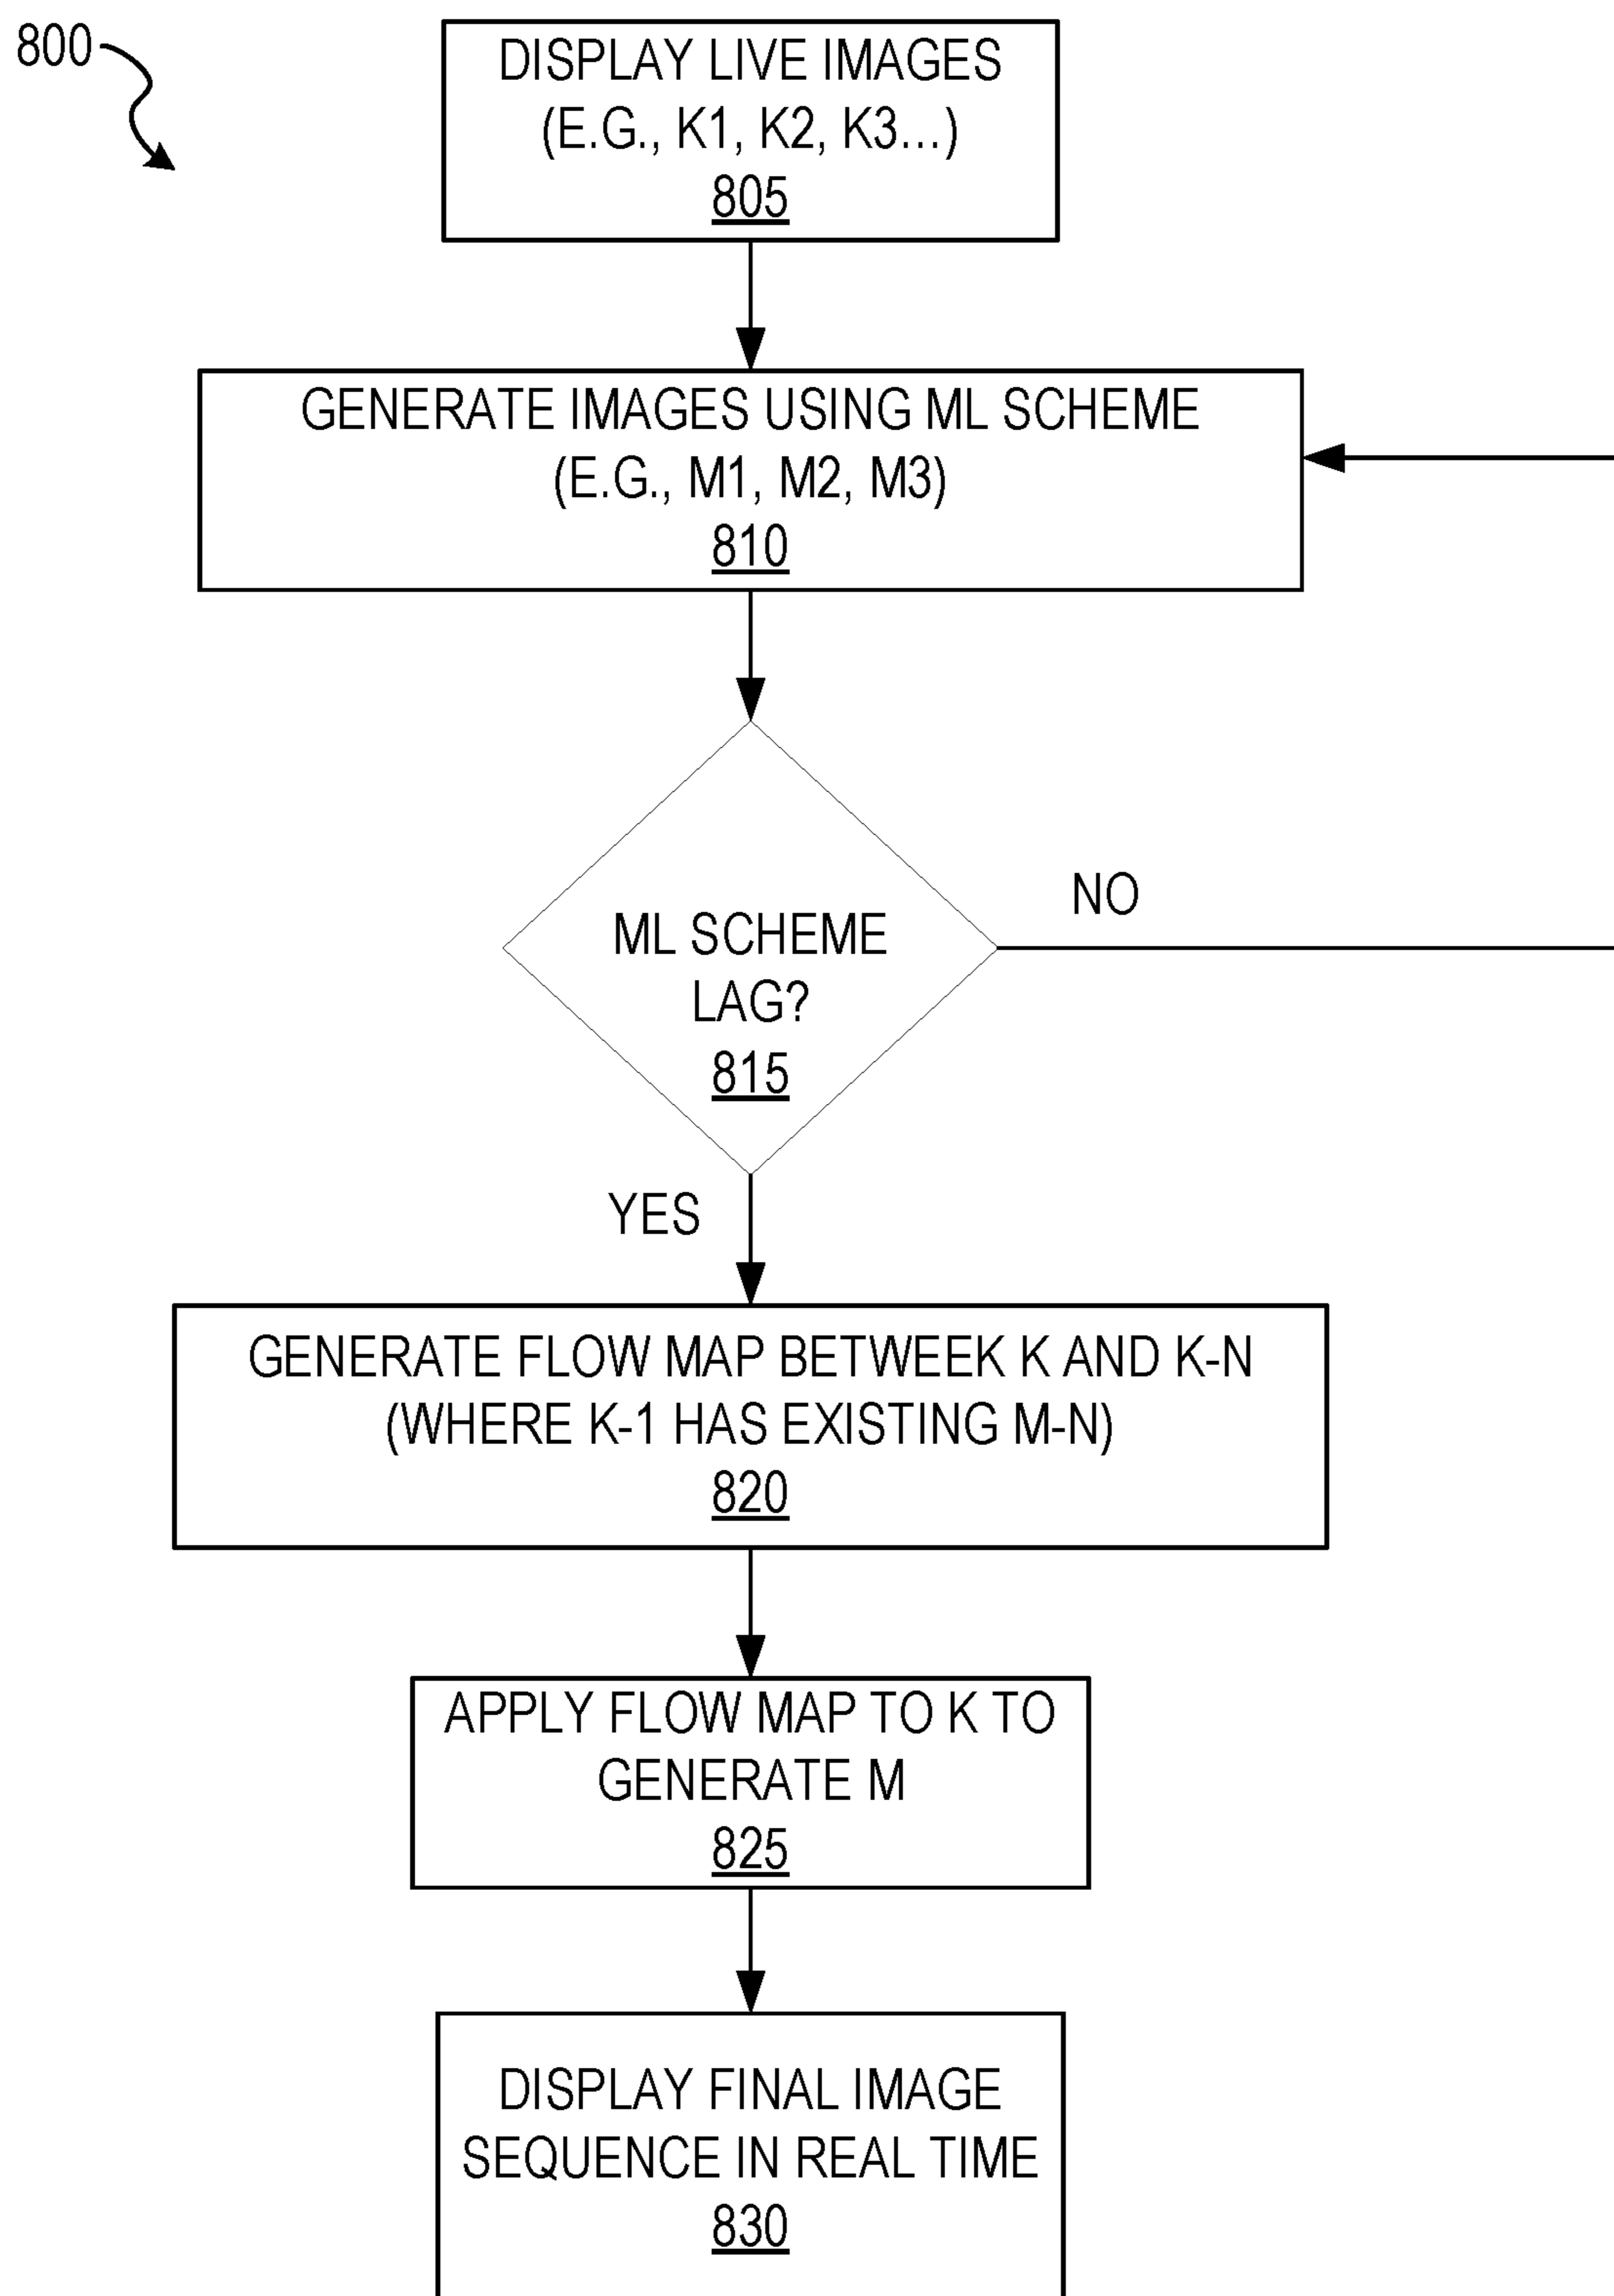 800
DISPLAY LIVE IMAGES
(E.G., K1, K2, K3...)
805
GENERATE IMAGES USING ML SCHEME
(E.G., M1, M2, M3)
810
ML SCHEME
LAG?
815
NO
YES
GENERATE FLOW MAP BETWEEK K AND K-N
(WHERE K-1 HAS EXISTING M-N)
820
APPLY FLOW MAP TO K TO
GENERATE M
825
DISPLAY FINAL IMAGE
SEQUENCE IN REAL TIME
830